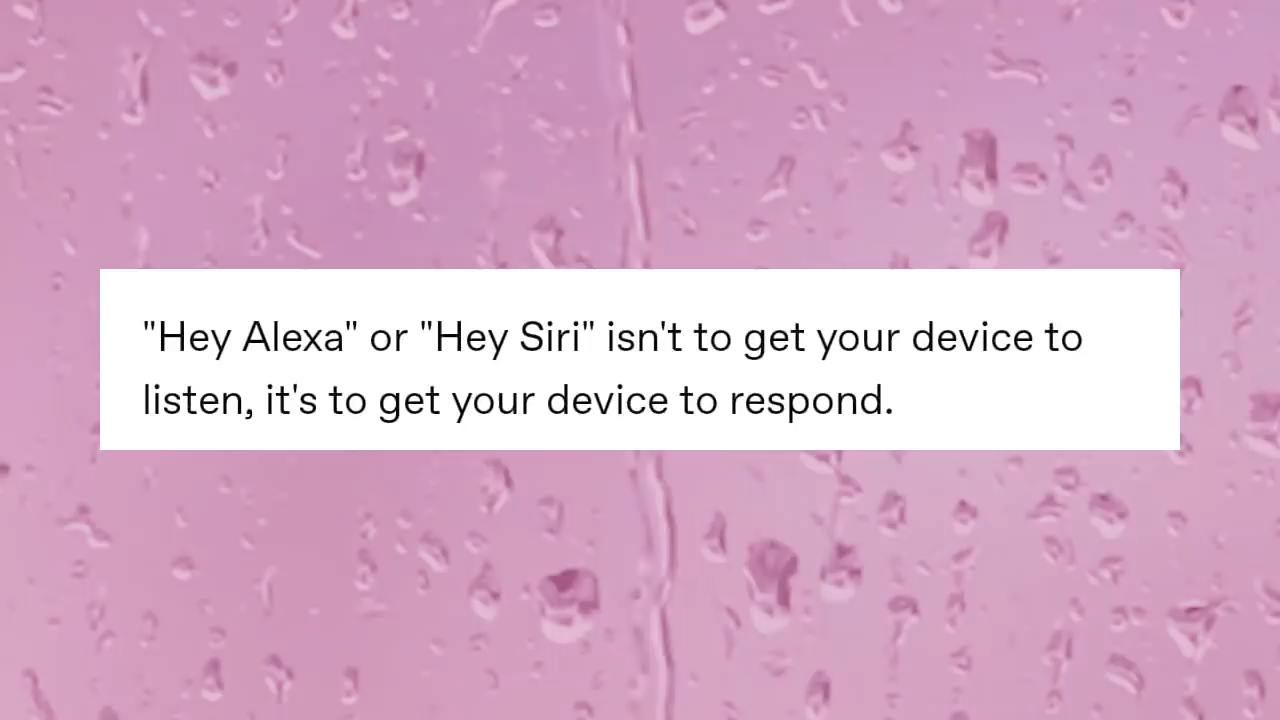 "Hey Alexa" or "Hey Siri" isn't to get your device to
listen, it's to get your device to respond.